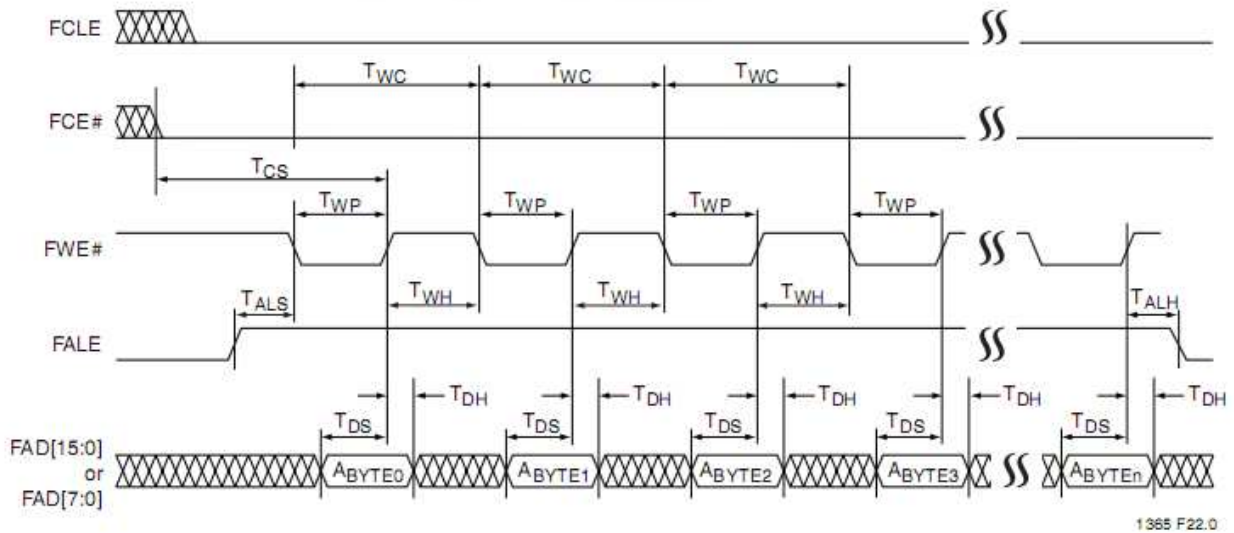 FCLE
TWC TWC TWC
FCE#
TCS
TWP TWP TWP TWP
FWE#
TWH TWH TWH
TALS TALH
FALE
TDH TDH TDH TDH TDH
TDS TDS TDS TDS TDS
FAD[15:0]
or
FAD[7:0]
ABYTE0 ABYTE1 ABYTE2 ABYTE3 ABYTEn
1365 F22.0